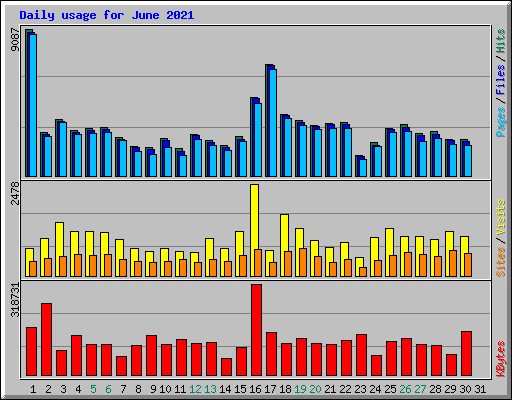 Daily usage for June 2021
9087
Pages / Files / Hits
2478
Sites / Visits
318731
KBytes
1 2 3 4 5 6 7 8 9 10 11 12 13 14 15 16 17 18 19 20 21 22 23 24 25 26 27 28 29 30 31